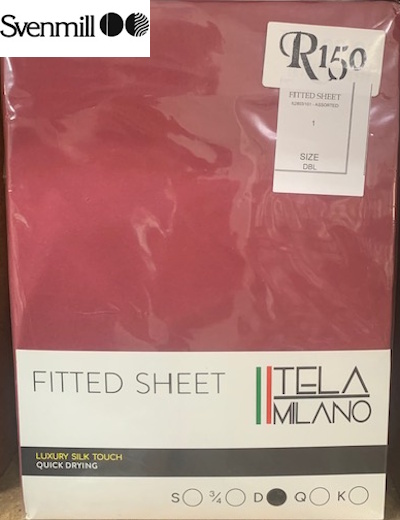 Svenmill
R150
FITTED SHEET
1
SIZE
DBL
FITTED SHEET
TELA
MILANO
LUXURY SILK TOUCH
QUICK DRYING
S ¾ D Q K